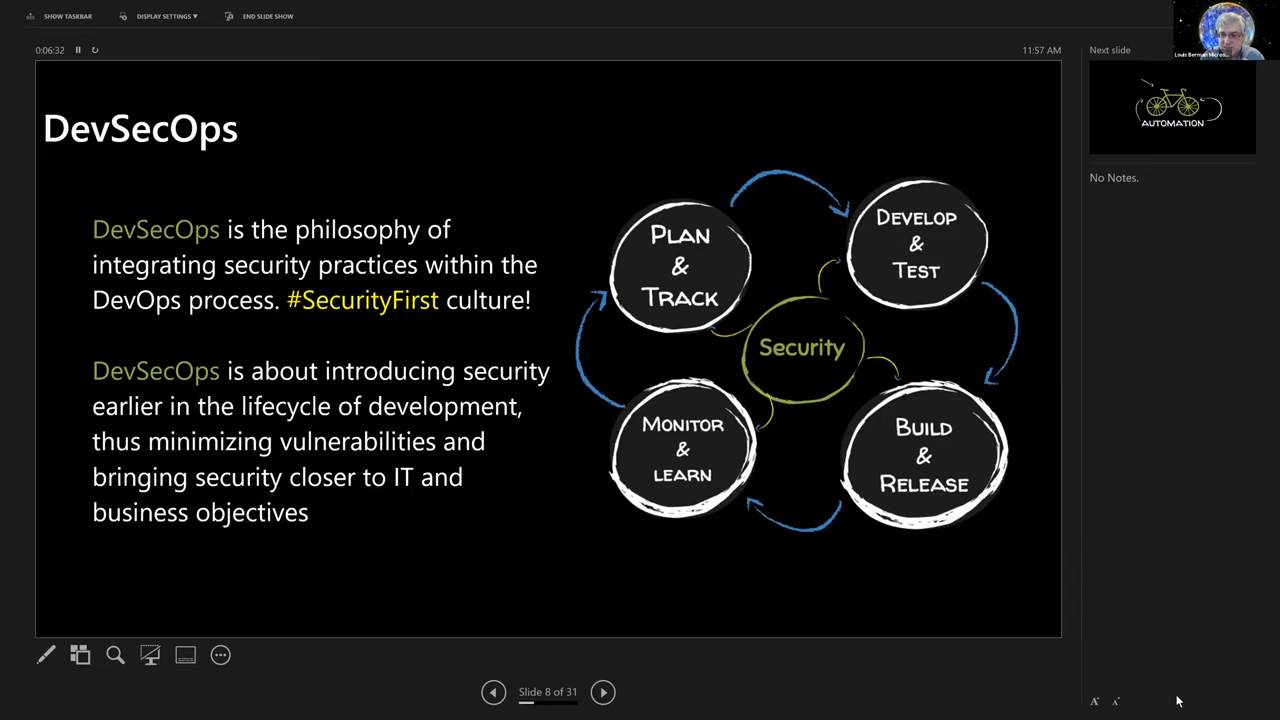 SHOW TASKBAR
DISPLAY SETTINGS ▾
END SLIDE SHOW
0:06:32
11:57 AM
Next slide
Louis Berman Micros...
DevSecOps
DevSecOps is the philosophy of
integrating security practices within the
DevOps process. #SecurityFirst culture!
DevSecOps is about introducing security
earlier in the lifecycle of development,
thus minimizing vulnerabilities and
bringing security closer to IT and
business objectives
PLAN
&
TRACK
DEVELOP
&
TEST
Security
MONITOR
&
LEARN
BUILD
&
RELEASE
AUTOMATION
No Notes.
Slide 8 of 31
A
A